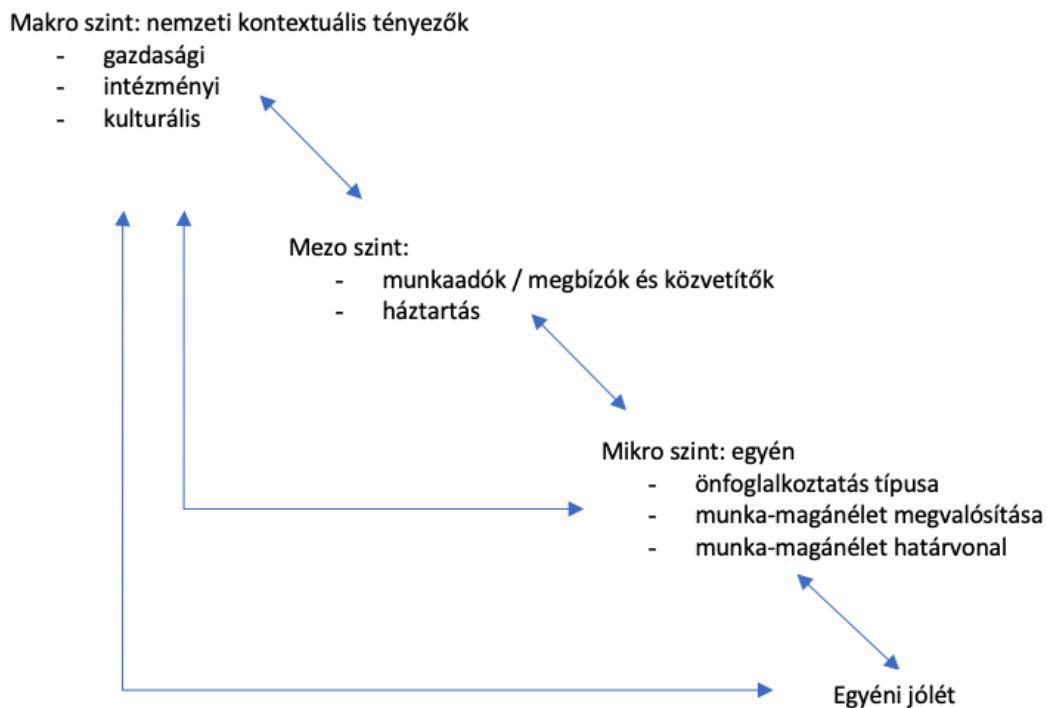 Makro szint: nemzeti kontextuális tényezők
- gazdasági
- intézményi
- kulturális
Mezo szint:
- munkaadók / megbízók és közvetítők
- háztartás
Mikro szint: egyén
- önfoglalkoztatás típusa
- munka-magánélet megvalósítása
- munka-magánélet határvonal
Egyéni jólét